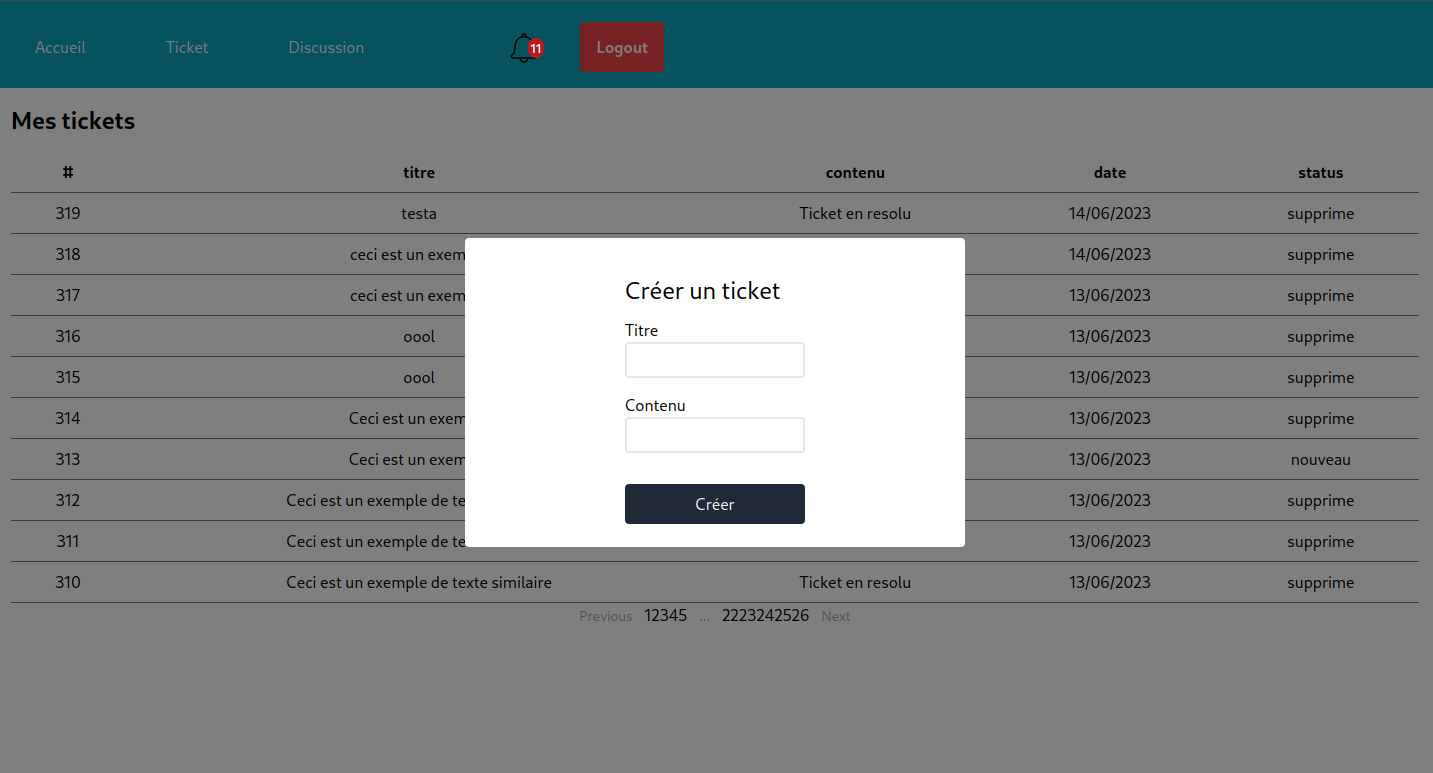 Accueil Ticket Discussion 11 Logout
Mes tickets
# titre contenu date status
319 testa Ticket en resolu 14/06/2023 supprime
318 ceci est un exem 14/06/2023 supprime
317 ceci est un exem 13/06/2023 supprime
316 oool 13/06/2023 supprime
315 oool 13/06/2023 supprime
314 Ceci est un exem 13/06/2023 supprime
313 Ceci est un exem 13/06/2023 nouveau
312 Ceci est un exemple de te 13/06/2023 supprime
311 Ceci est un exemple de te 13/06/2023 supprime
310 Ceci est un exemple de texte similaire Ticket en resolu 13/06/2023 supprime
Previous 12345 ... 2223242526 Next
Créer un ticket
Titre
Contenu
Créer